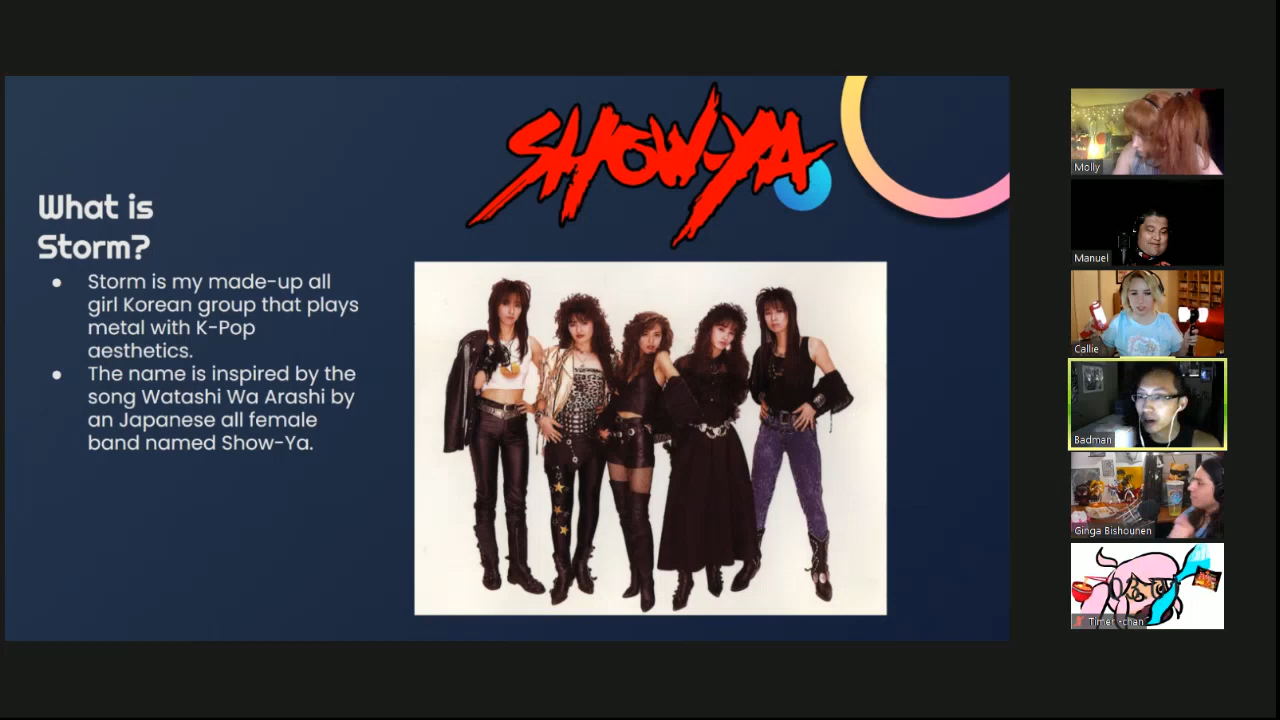 SHOW-YA
What is
Storm?
● Storm is my made-up all
girl Korean group that plays
metal with K-Pop
aesthetics.
● The name is inspired by the
song Watashi Wa Arashi by
an Japanese all female
band named Show-Ya.
Molly
Manuel
Callie
Badman
Ginga Bishounen
Timer -chan